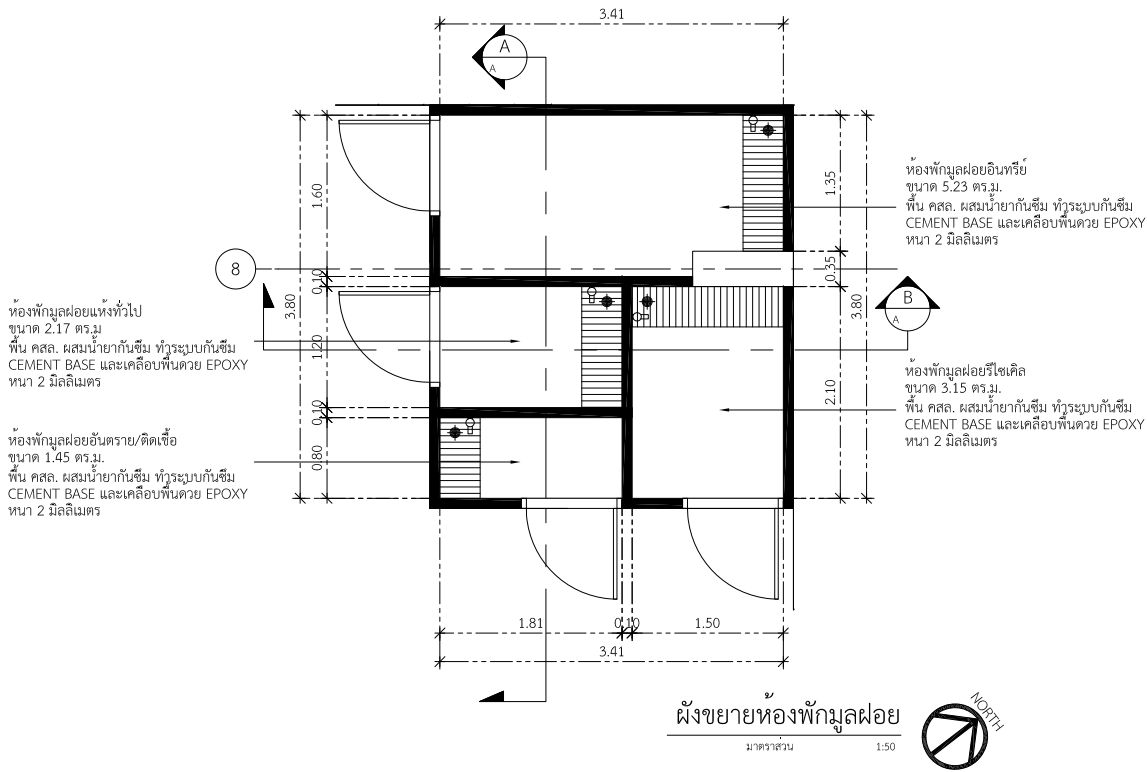 3.41
A
A
ห้องพักมูลฝอยอินทรีย์
ขนาด 5.23 ตร.ม.
พื้น คสล. ผสมน้ำยากันซึม ทำระบบกันซึม
CEMENT BASE และเคลือบพื้นด้วย EPOXY
หนา 2 มิลลิเมตร
1.60
1.35
8
0.10
0.35
3.80
3.80
B
A
ห้องพักมูลฝอยแห้งทั่วไป
ขนาด 2.17 ตร.ม
พื้น คสล. ผสมน้ำยากันซึม ทำระบบกันซึม
CEMENT BASE และเคลือบพื้นด้วย EPOXY
หนา 2 มิลลิเมตร
1.20
2.10
ห้องพักมูลฝอยรีไซเคิล
ขนาด 3.15 ตร.ม.
พื้น คสล. ผสมน้ำยากันซึม ทำระบบกันซึม
CEMENT BASE และเคลือบพื้นด้วย EPOXY
หนา 2 มิลลิเมตร
0.10
ห้องพักมูลฝอยอันตราย/ติดเชื้อ
ขนาด 1.45 ตร.ม.
พื้น คสล. ผสมน้ำยากันซึม ทำระบบกันซึม
CEMENT BASE และเคลือบพื้นด้วย EPOXY
หนา 2 มิลลิเมตร
0.80
1.81
0.10
1.50
3.41
ผังขยายห้องพักมูลฝอย
มาตราส่วน 1:50
NORTH